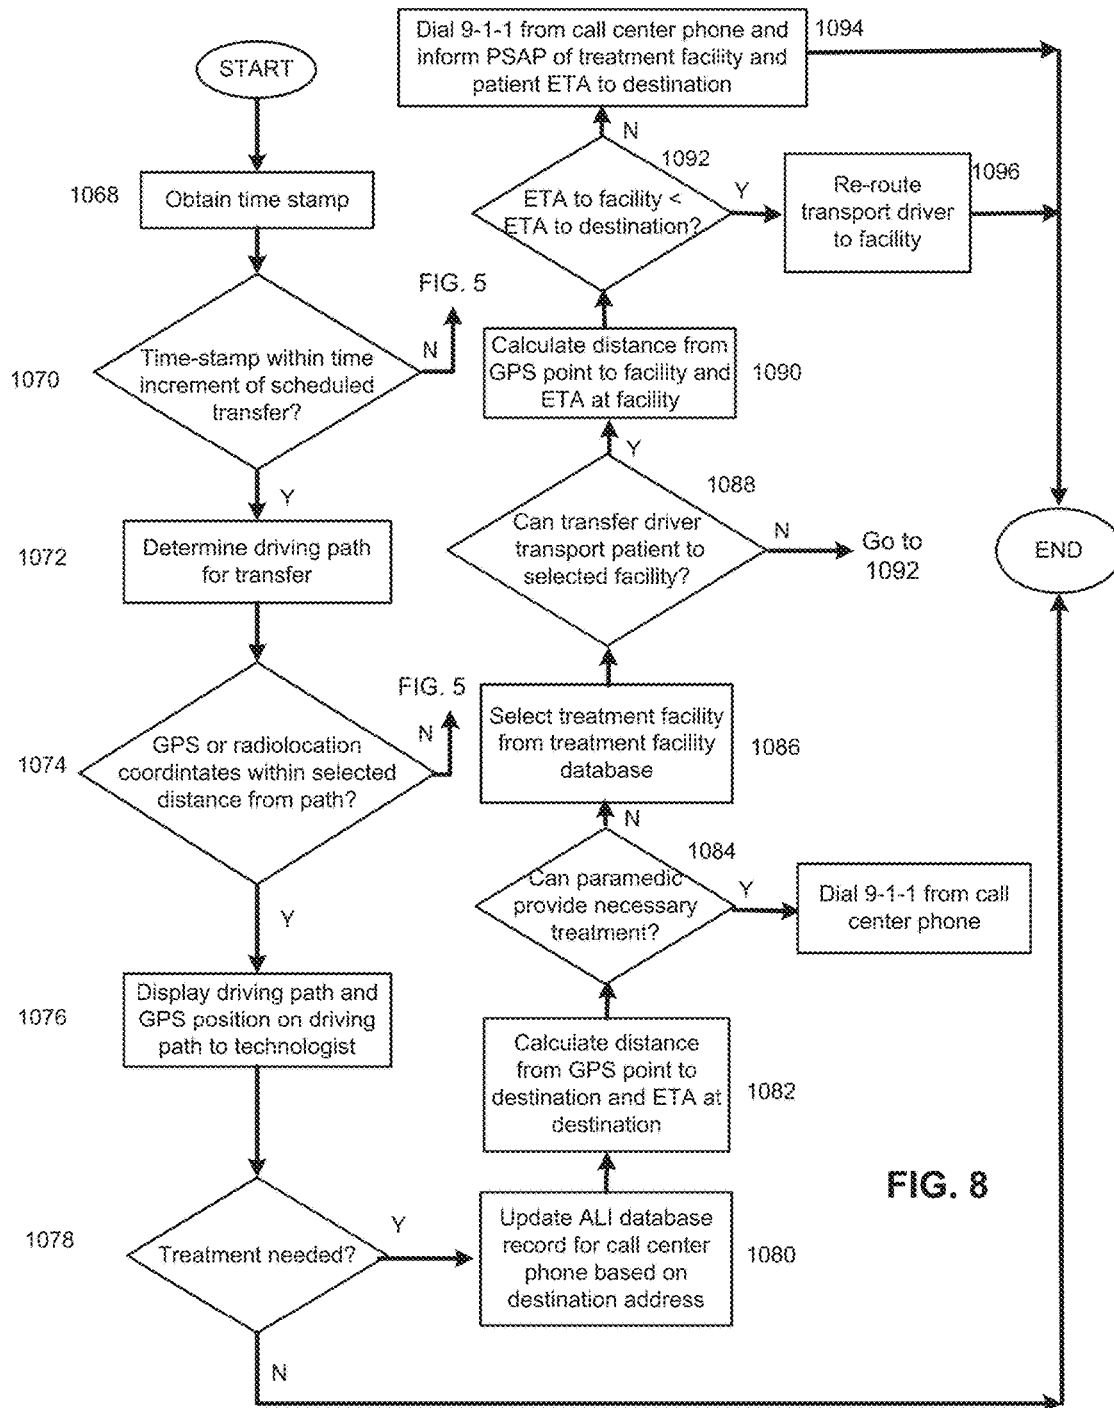 START
1068
Obtain time stamp
FIG. 5
N
1070
Time-stamp within time
increment of scheduled
transfer?
Y
1072
Determine driving path
for transfer
FIG. 5
N
1074
GPS or radiolocation
coordintates within selected
distance from path?
Y
1076
Display driving path and
GPS position on driving
path to technologist
1078
Treatment needed?
Y
N
Update ALI database
record for call center
phone based on
destination address
1080
Calculate distance
from GPS point to
destination and ETA at
destination
1082
1084
Can paramedic
provide necessary
treatment?
Y
Dial 9-1-1 from call
center phone
N
Select treatment facility
from treatment facility
database
1086
1088
Can transfer driver
transport patient to
selected facility?
N
Go to
1092
Y
Calculate distance from
GPS point to facility and
ETA at facility
1090
1092
ETA to facility <
ETA to destination?
Y
Re-route
transport driver
to facility
1096
N
Dial 9-1-1 from call center phone and
inform PSAP of treatment facility and
patient ETA to destination
1094
END
FIG. 8